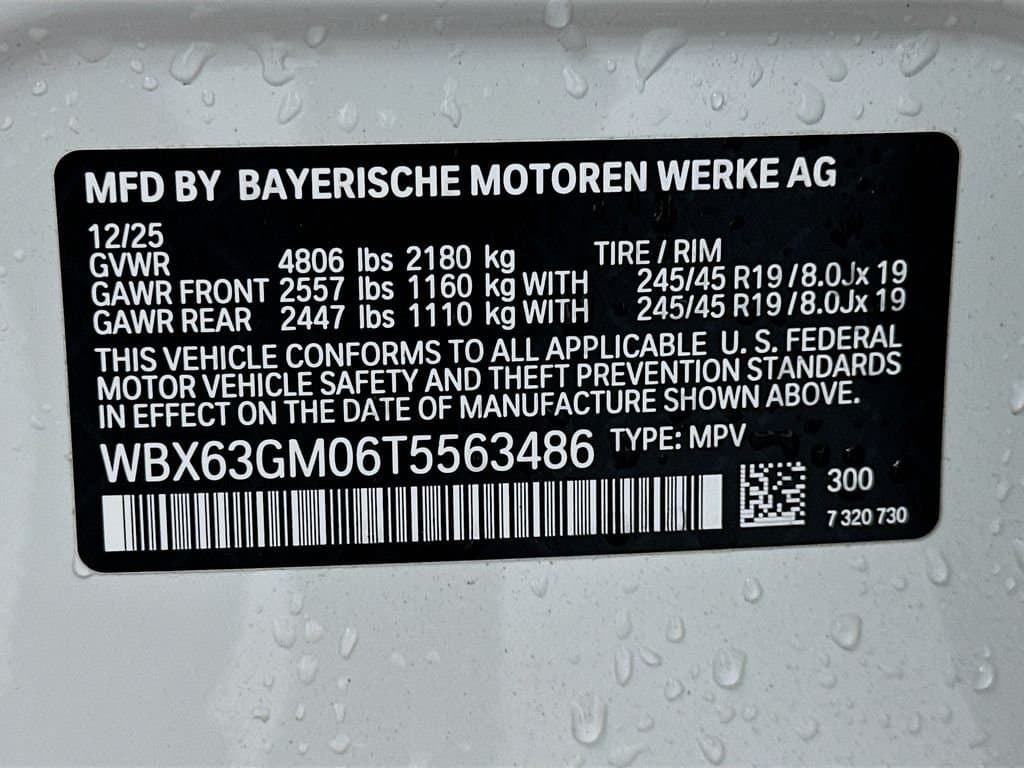 MFD BY BAYERISCHE MOTOREN WERKE AG
12/25
GVWR 4806 lbs 2180 kg TIRE / RIM
GAWR FRONT 2557 lbs 1160 kg WITH 245/45 R19 /8.0Jx 19
GAWR REAR 2447 lbs 1110 kg WITH 245/45 R19 /8.0Jx 19
THIS VEHICLE CONFORMS TO ALL APPLICABLE U. S. FEDERAL
MOTOR VEHICLE SAFETY AND THEFT PREVENTION STANDARDS
IN EFFECT ON THE DATE OF MANUFACTURE SHOWN ABOVE.
WBX63GM06T5563486 TYPE: MPV
300
7 320 730